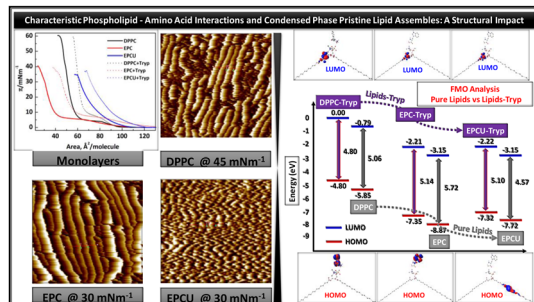 Characteristic Phospholipid - Amino Acid Interactions and Condensed Phase Pristine Lipid Assembles: A Structural Impact
π/mNm⁻¹
60
50
40
30
20
10
0
DPPC
EPC
EPCU
DPPC+Tryp
EPC+Tryp
EPCU+Tryp
20 40 60 80 100 120
Area, Å²/molecule
Monolayers
DPPC @ 45 mNm⁻¹
EPC @ 30 mNm⁻¹
EPCU @ 30 mNm⁻¹
LUMO
LUMO
LUMO
FMO Analysis
Pure Lipids vs Lipids-Tryp
DPPC-Tryp
Lipids-Tryp
EPC-Tryp
EPCU-Tryp
Energy [eV]
0
-1
-2
-3
-4
-5
-6
-7
-8
-9
0.00
-0.79
4.80
5.06
-4.80
-5.85
-2.21
-3.15
5.14
5.72
-7.35
-8.87
-2.22
-3.15
5.10
4.57
-7.32
-7.72
DPPC
EPC
EPCU
Pure Lipids
LUMO
HOMO
HOMO
HOMO
HOMO